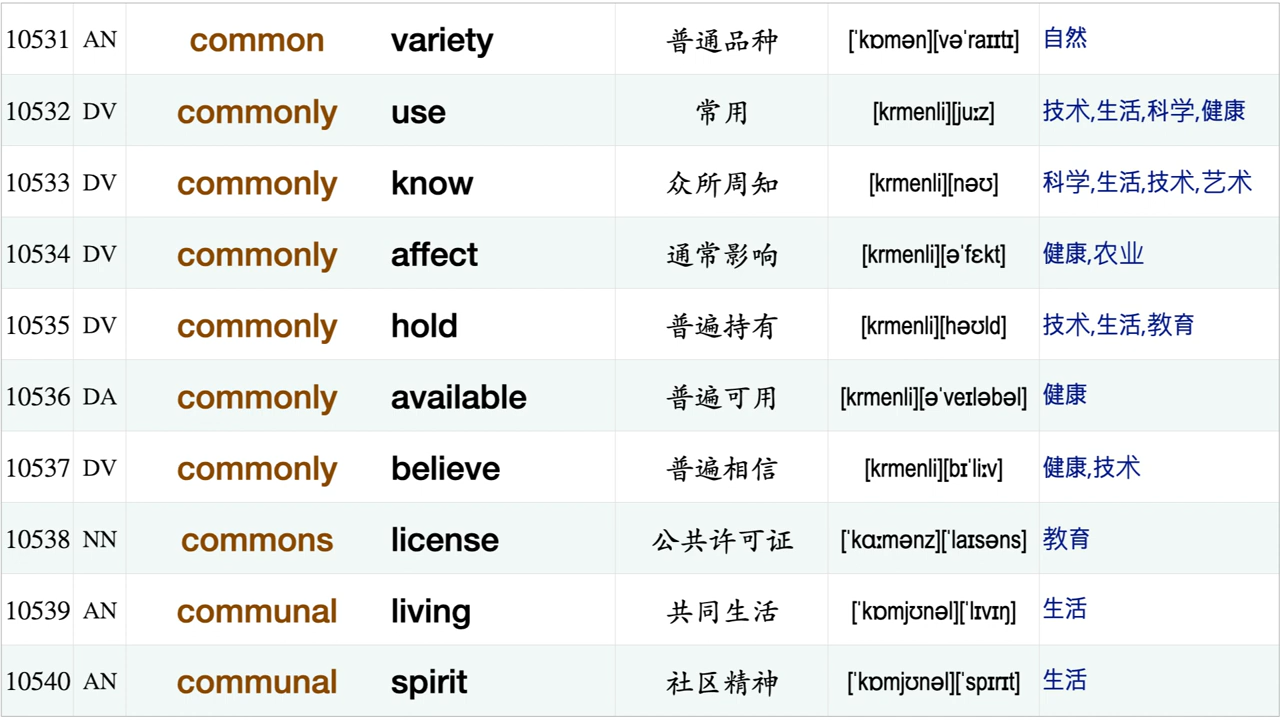 10531 AN common variety 普通品种 [ˈkɒmən][vəˈraɪɪtɪ] 自然
10532 DV commonly use 常用 [krmenli][juːz] 技术,生活,科学,健康
10533 DV commonly know 众所周知 [krmenli][nəʊ] 科学,生活,技术,艺术
10534 DV commonly affect 通常影响 [krmenli][əˈfɛkt] 健康,农业
10535 DV commonly hold 普遍持有 [krmenli][həʊld] 技术,生活,教育
10536 DA commonly available 普遍可用 [krmenli][əˈveɪləbəl] 健康
10537 DV commonly believe 普遍相信 [krmenli][bɪˈliːv] 健康,技术
10538 NN commons license 公共许可证 [ˈkɑːmənz][ˈlaɪsəns] 教育
10539 AN communal living 共同生活 [ˈkɒmjʊnəl][ˈlɪvɪŋ] 生活
10540 AN communal spirit 社区精神 [ˈkɒmjʊnəl][ˈspɪrɪt] 生活